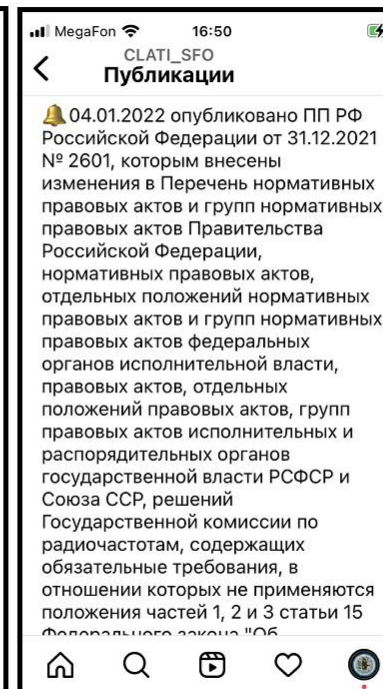 MegaFon 16:50
CLATI_SFO
Публикации
04.01.2022 опубликовано ПП РФ
Российской Федерации от 31.12.2021
№ 2601, которым внесены
изменения в Перечень нормативных
правовых актов и групп нормативных
правовых актов Правительства
Российской Федерации,
нормативных правовых актов,
отдельных положений нормативных
правовых актов и групп нормативных
правовых актов федеральных
органов исполнительной власти,
правовых актов, отдельных
положений правовых актов, групп
правовых актов исполнительных и
распорядительных органов
государственной власти РСФСР и
Союза ССР, решений
Государственной комиссии по
радиочастотам, содержащих
обязательные требования, в
отношении которых не применяются
положения частей 1, 2 и 3 статьи 15
Федерального закона "Об